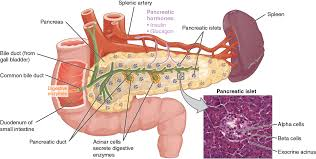 Splenic artery
Pancreatic
hormones:
• Insulin
• Glucagon
Pancreatic islets
Spleen
Pancreas
Bile duct (from
gall bladder)
Common bile duct
Digestive
enzymes
Duodenum of
small intestine
Pancreatic duct
Acinar cells
secrete digestive
enzymes
Pancreatic islet
Alpha cells
Beta cells
Exocrine acinus